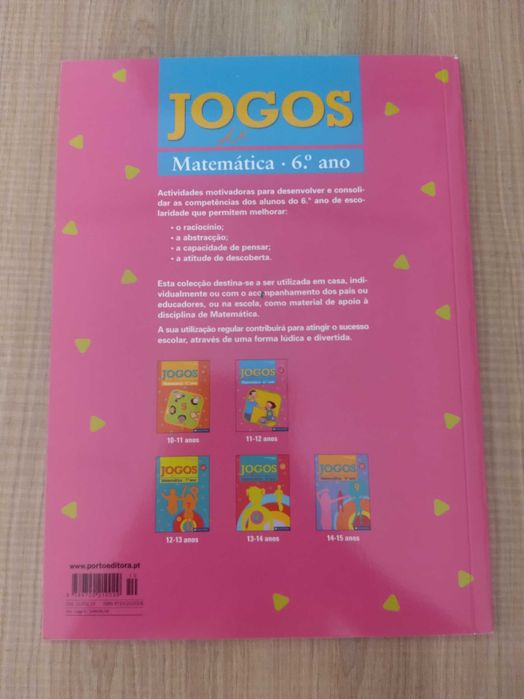 JOGOS
de
Matemática · 6.º ano
Actividades motivadoras para desenvolver e consoli-
dar as competências dos alunos do 6.° ano de esco-
laridade que permitem melhorar:
• o raciocínio;
• a abstracção;
• a capacidade de pensar;
• a atitude de descoberta.
Esta colecção destina-se a ser utilizada em casa, indi-
vidualmente ou com o acompanhamento dos pais ou
educadores, ou na escola, como material de apoio à
disciplina de Matemática.
A sua utilização regular contribuirá para atingir o sucesso
escolar, através de uma forma lúdica e divertida.
JOGOS
JOGOS
10-11 anos
11-12 anos
JOGOS
Matemática · 7.º ano
JOGOS
JOGOS
12-13 anos
13-14 anos
14-15 anos
www.portoeditora.pt